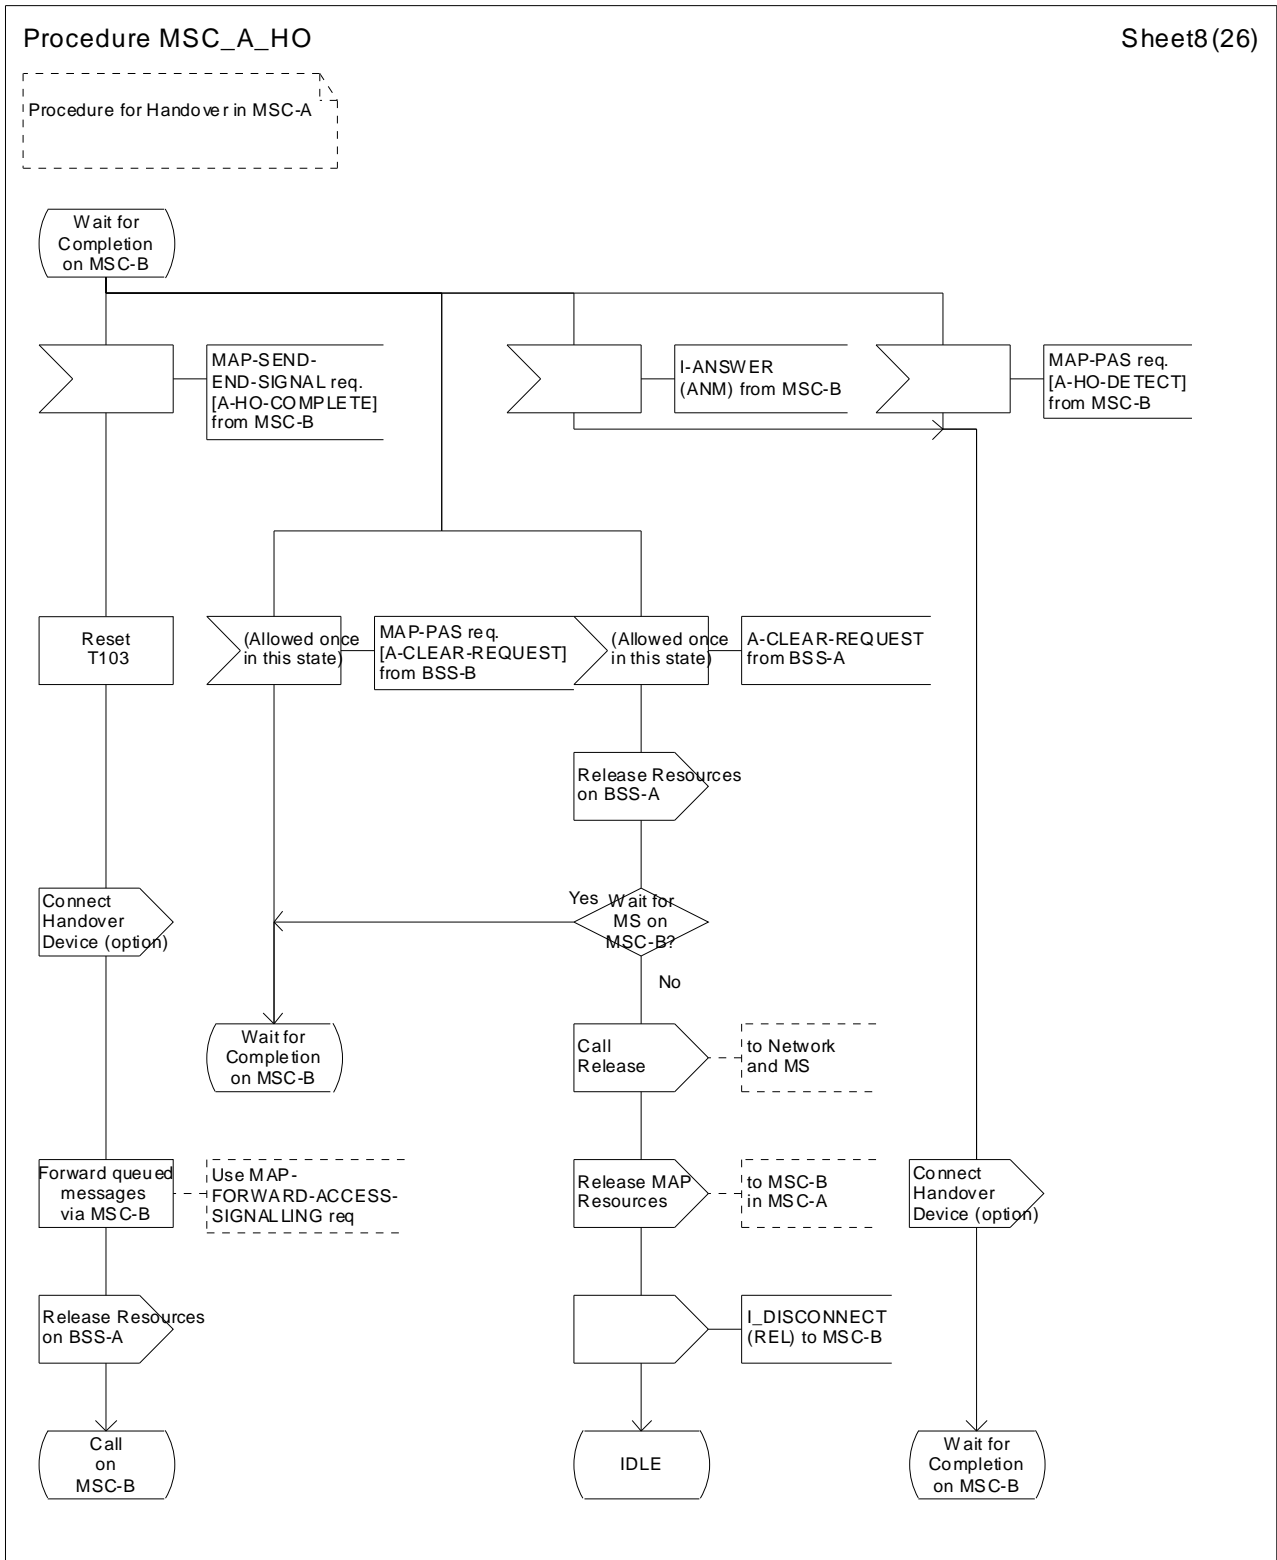 Procedure MSC_A_HO
Sheet8(26)
Procedure for Handover in MSC-A
Wait for
Completion
on MSC-B
MAP-SEND-
END-SIGNAL req.
[A-HO-COMPLETE]
from MSC-B
I-ANSWER
(ANM) from MSC-B
MAP-PAS req.
[A-HO-DETECT]
from MSC-B
Reset
T103
(Allowed once
in this state)
MAP-PAS req.
[A-CLEAR-REQUEST]
from BSS-B
(Allowed once
in this state)
A-CLEAR-REQUEST
from BSS-A
Release Resources
on BSS-A
Connect
Handover
Device (option)
Yes
Wait for
MS on
MSC-B?
No
Wait for
Completion
on MSC-B
Call
Release
to Network
and MS
Forward queued
messages
via MSC-B
Use MAP-
FORWARD-ACCESS-
SIGNALLING req
Release MAP
Resources
to MSC-B
in MSC-A
Connect
Handover
Device (option)
Release Resources
on BSS-A
I_DISCONNECT
(REL) to MSC-B
Call
on
MSC-B
IDLE
Wait for
Completion
on MSC-B